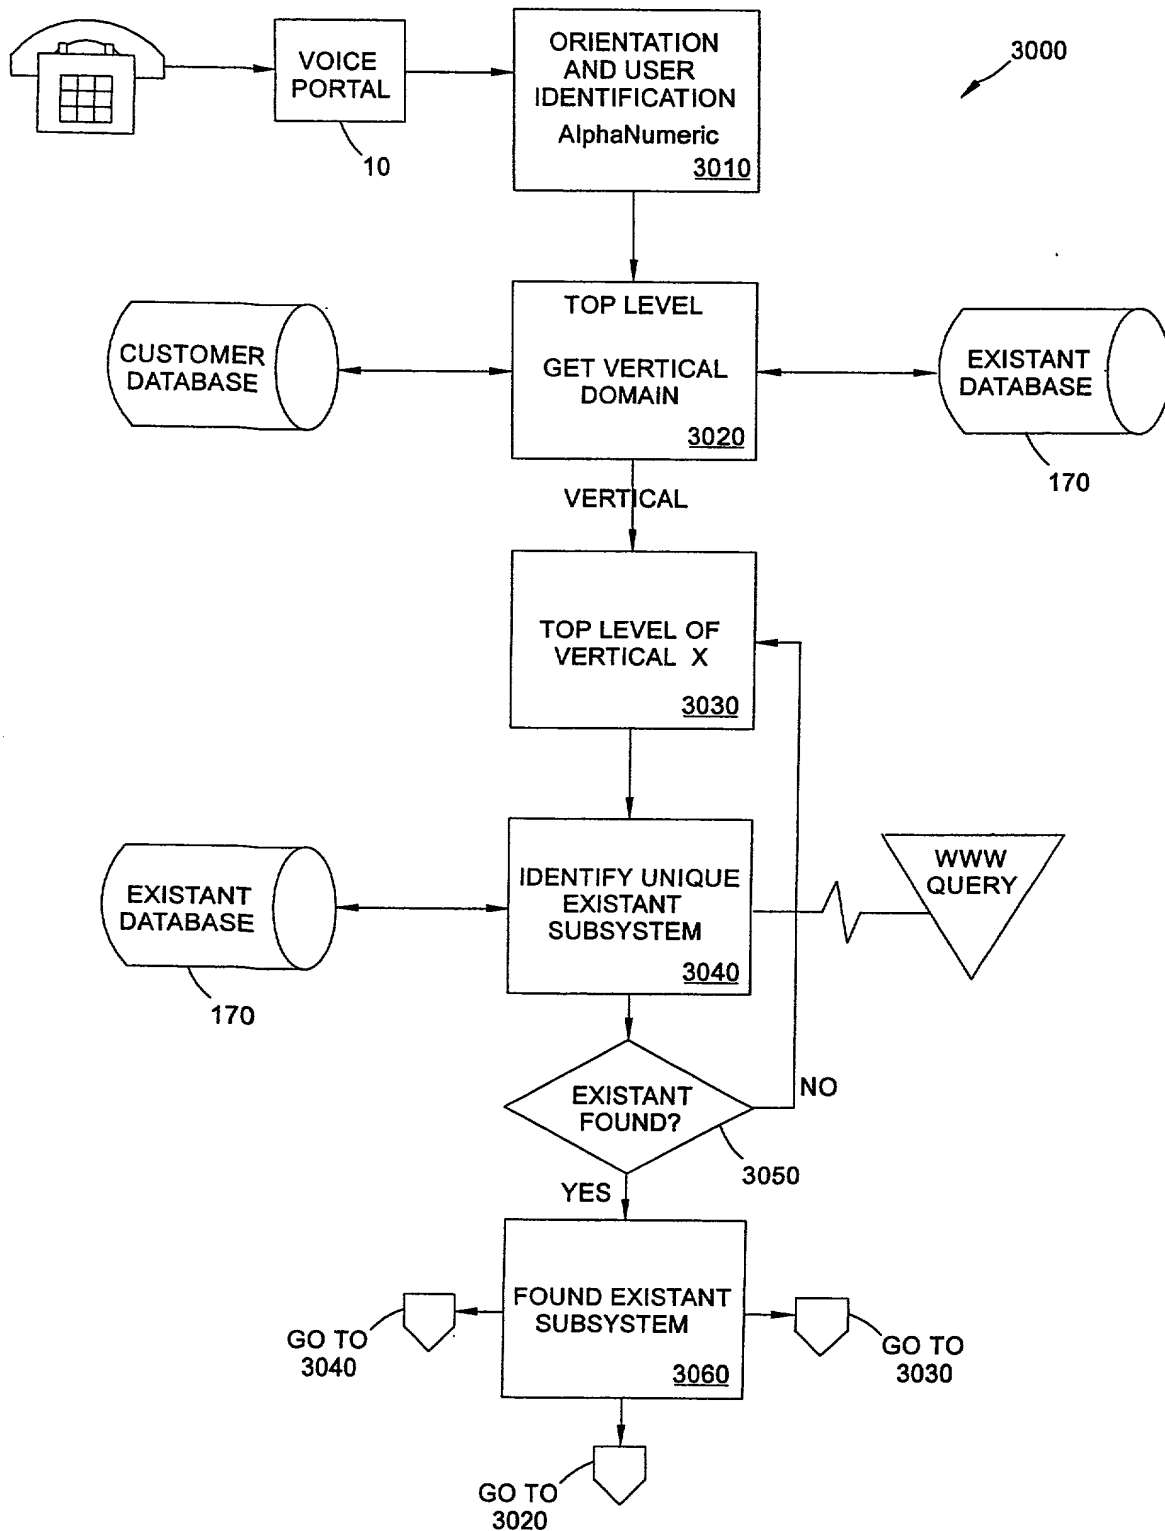 VOICE
PORTAL
10
ORIENTATION
AND USER
IDENTIFICATION
AlphaNumeric
3010
3000
CUSTOMER
DATABASE
TOP LEVEL
GET VERTICAL
DOMAIN
3020
EXISTANT
DATABASE
170
VERTICAL
TOP LEVEL OF
VERTICAL X
3030
EXISTANT
DATABASE
170
IDENTIFY UNIQUE
EXISTANT
SUBSYSTEM
3040
WWW
QUERY
EXISTANT
FOUND?
NO
3050
YES
FOUND EXISTANT
SUBSYSTEM
3060
GO TO
3040
GO TO
3030
GO TO
3020